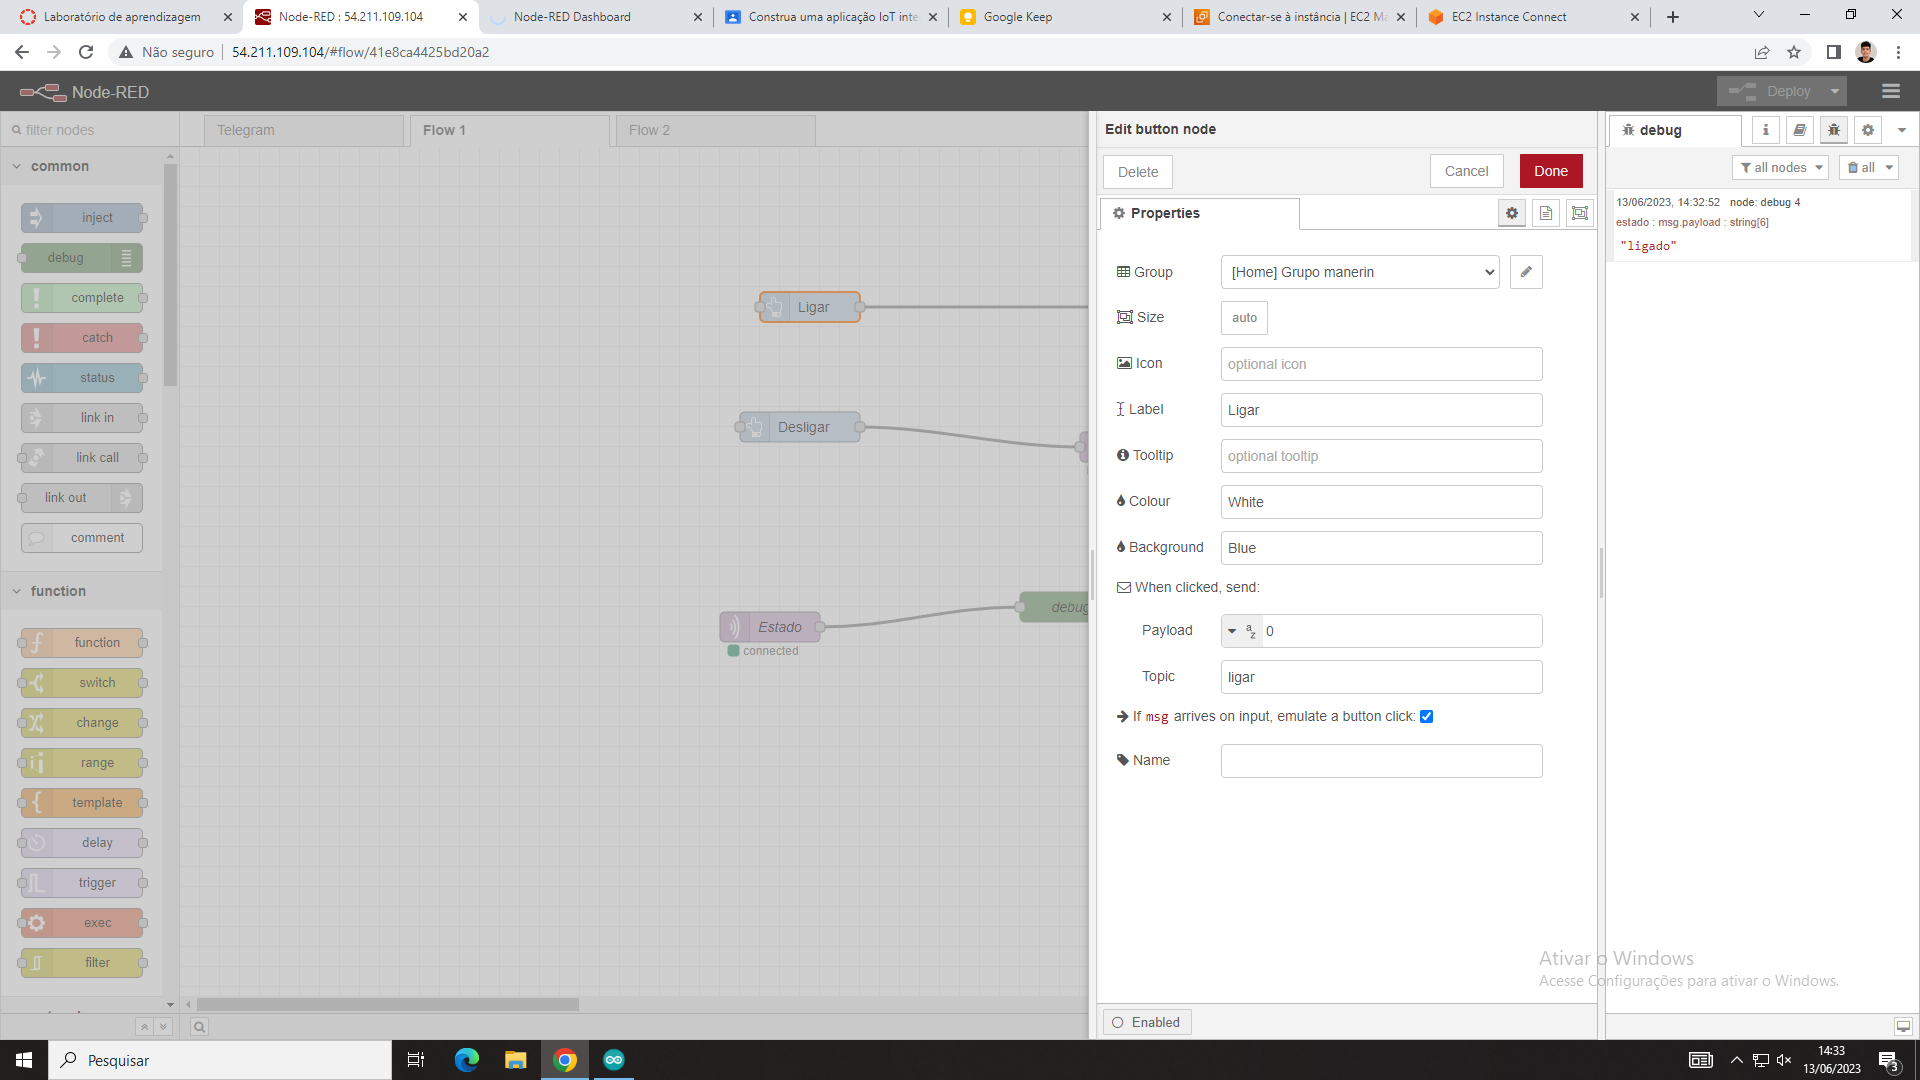 Laboratório de aprendizagem
Node-RED : 54.211.109.104
Node-RED Dashboard
Construa uma aplicação IoT inte
Google Keep
Conectar-se à instância | EC2 Ma
EC2 Instance Connect
Não seguro
54.211.109.104/#flow/41e8ca4425bd20a2
Node-RED
Deploy
filter nodes
Telegram
Flow 1
Flow 2
common
inject
debug
complete
catch
status
link in
link call
link out
comment
function
function
switch
change
range
template
delay
trigger
exec
filter
Ligar
Desligar
Estado
connected
debug
Edit button node
Delete
Cancel
Done
Properties
Group
[Home] Grupo manerin
Size
auto
Icon
optional icon
Label
Ligar
Tooltip
optional tooltip
Colour
White
Background
Blue
When clicked, send:
Payload
0
Topic
ligar
If msg arrives on input, emulate a button click:
Name
Enabled
debug
all nodes
all
13/06/2023, 14:32:52 node: debug 4
estado : msg.payload : string[6]
"ligado"
Ativar o Windows
Acesse Configurações para ativar o Windows.
Pesquisar
14:33
13/06/2023
3